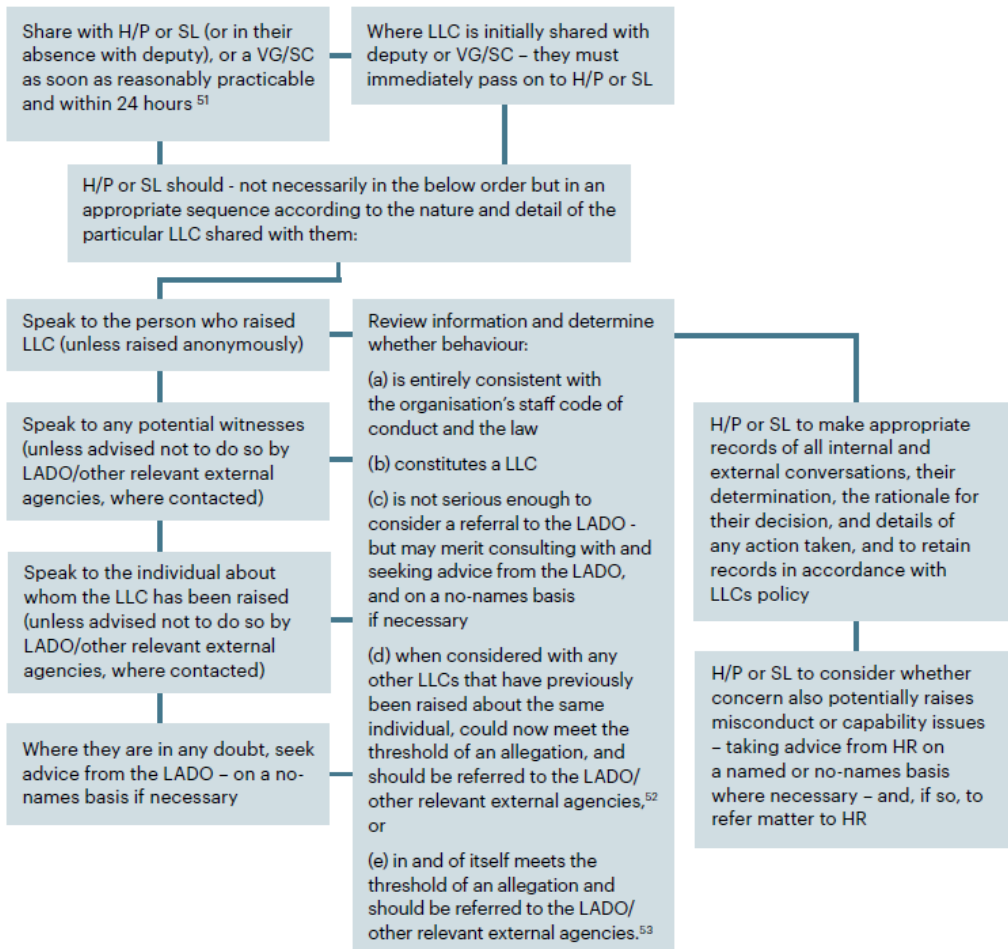 Share with H/P or SL (or in their
absence with deputy), or a VG/SC
as soon as reasonably practicable
and within 24 hours 51
Where LLC is initially shared with
deputy or VG/SC – they must
immediately pass on to H/P or SL
H/P or SL should - not necessarily in the below order but in an
appropriate sequence according to the nature and detail of the
particular LLC shared with them:
Speak to the person who raised
LLC (unless raised anonymously)
Speak to any potential witnesses
(unless advised not to do so by
LADO/other relevant external
agencies, where contacted)
Speak to the individual about
whom the LLC has been raised
(unless advised not to do so by
LADO/other relevant external
agencies, where contacted)
Where they are in any doubt, seek
advice from the LADO – on a no-
names basis if necessary
Review information and determine
whether behaviour:
(a) is entirely consistent with
the organisation's staff code of
conduct and the law
(b) constitutes a LLC
(c) is not serious enough to
consider a referral to the LADO -
but may merit consulting with and
seeking advice from the LADO,
and on a no-names basis
if necessary
(d) when considered with any
other LLCs that have previously
been raised about the same
individual, could now meet the
threshold of an allegation, and
should be referred to the LADO/
other relevant external agencies,52
or
(e) in and of itself meets the
threshold of an allegation and
should be referred to the LADO/
other relevant external agencies.53
H/P or SL to make appropriate
records of all internal and
external conversations, their
determination, the rationale for
their decision, and details of
any action taken, and to retain
records in accordance with
LLCs policy
H/P or SL to consider whether
concern also potentially raises
misconduct or capability issues
– taking advice from HR on
a named or no-names basis
where necessary – and, if so, to
refer matter to HR